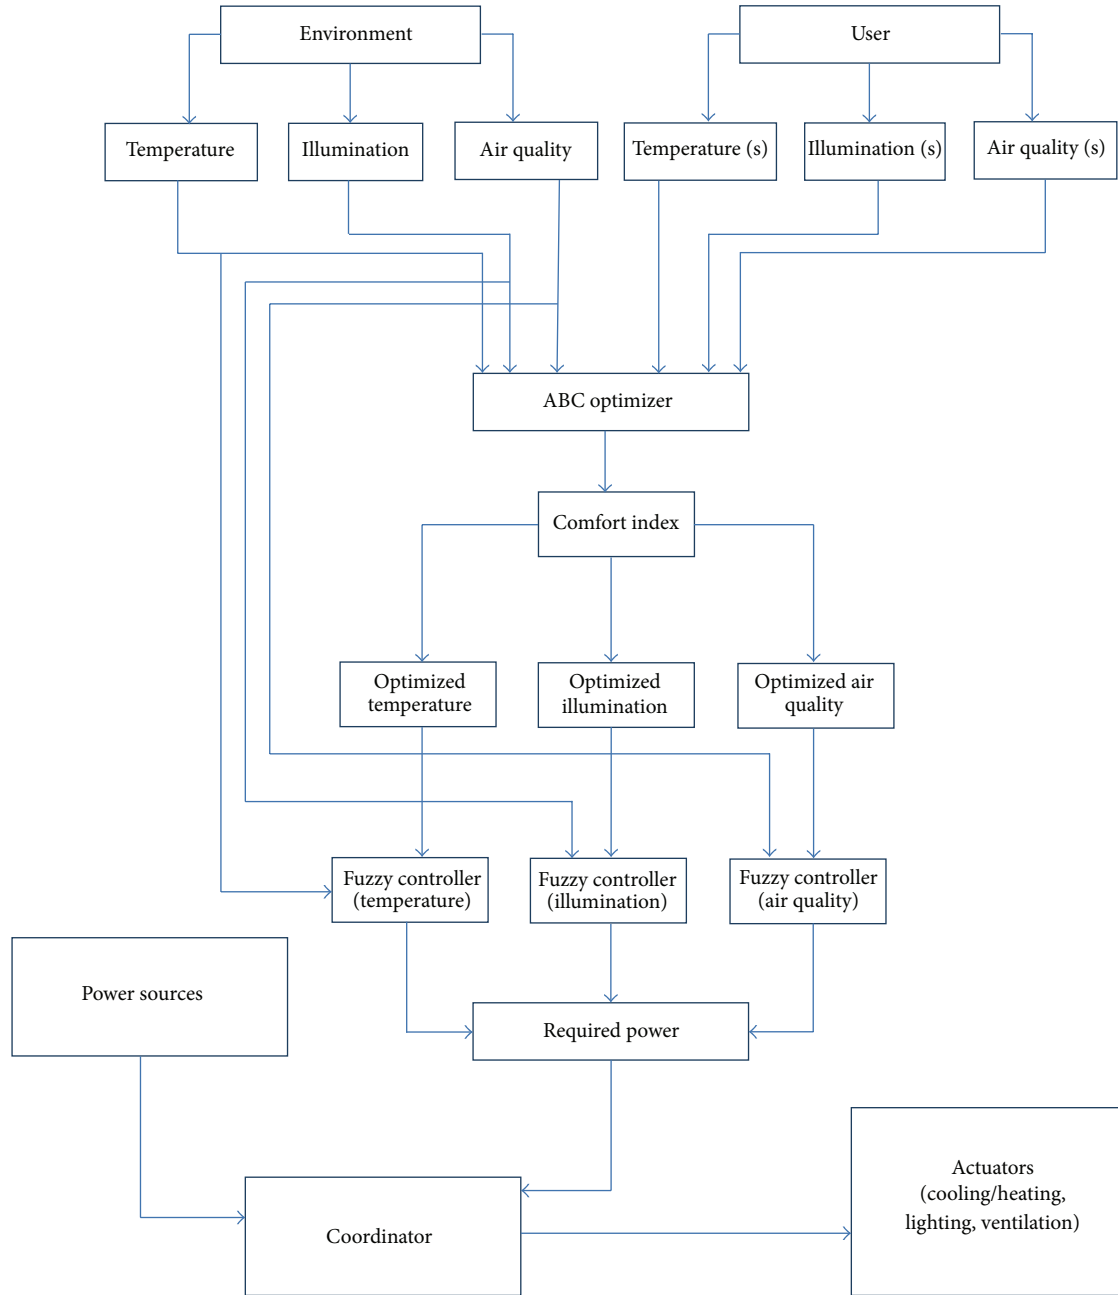 Environment
User
Temperature
Illumination
Air quality
Temperature (s)
Illumination (s)
Air quality (s)
ABC optimizer
Comfort index
Optimized
temperature
Optimized
illumination
Optimized air
quality
Fuzzy controller
(temperature)
Fuzzy controller
(illumination)
Fuzzy controller
(air quality)
Power sources
Required power
Coordinator
Actuators
(cooling/heating,
lighting, ventilation)